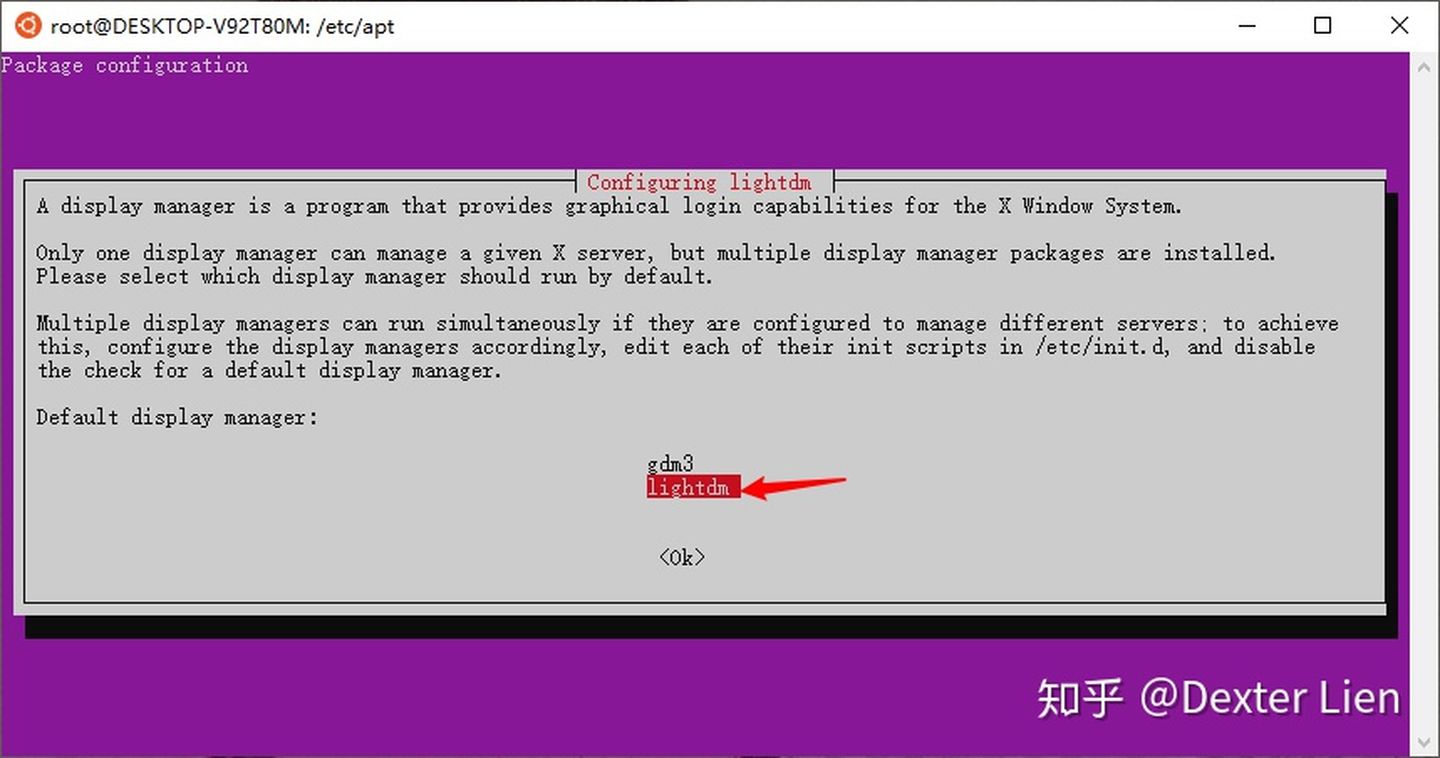 root@DESKTOP-V92T80M: /etc/apt
Package configuration
Configuring lightdm
A display manager is a program that provides graphical login capabilities for the X Window System.
Only one display manager can manage a given X server, but multiple display manager packages are installed.
Please select which display manager should run by default.
Multiple display managers can run simultaneously if they are configured to manage different servers; to achieve
this, configure the display managers accordingly, edit each of their init scripts in /etc/init.d, and disable
the check for a default display manager.
Default display manager:
gdm3
lightdm
<Ok>
知乎 @Dexter Lien